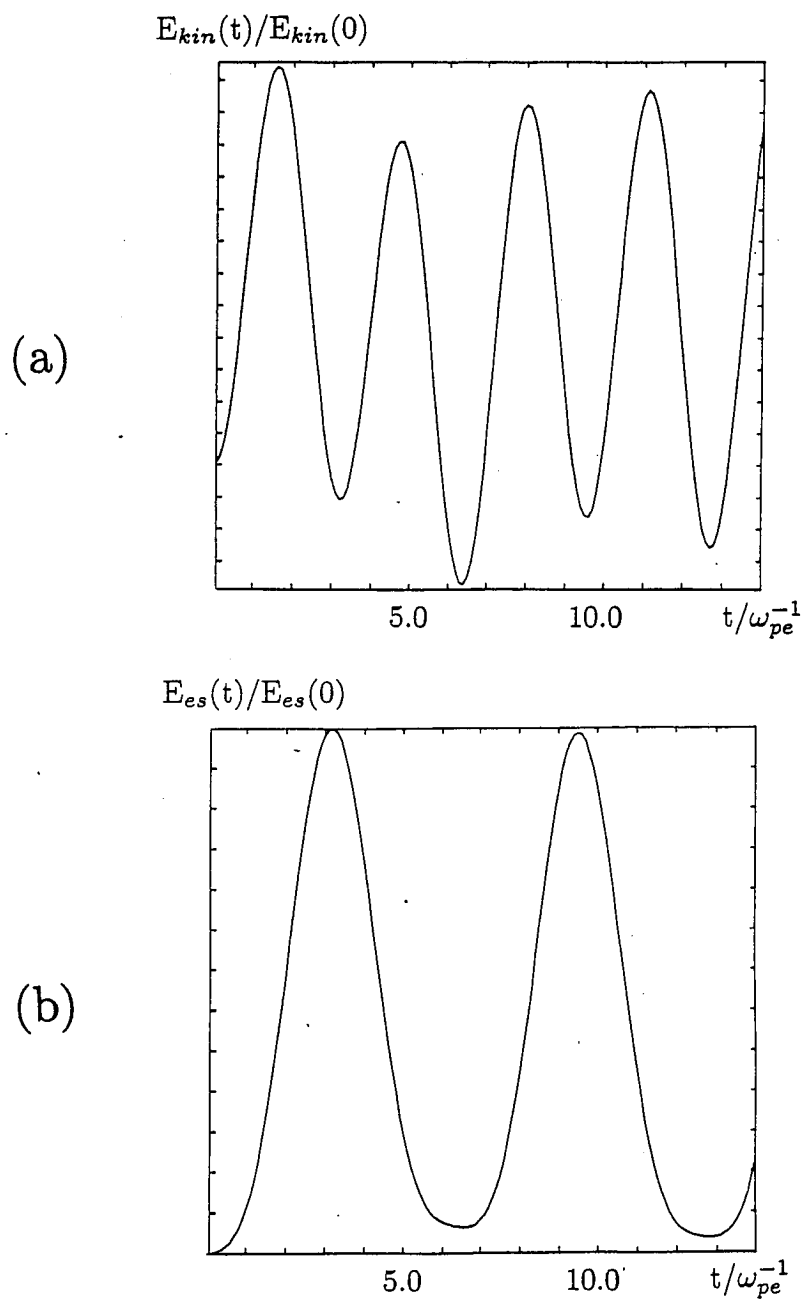 E_kin(t)/E_kin(0)
(a)
5.0 10.0 t/ω_pe^-1
E_es(t)/E_es(0)
(b)
5.0 10.0 t/ω_pe^-1